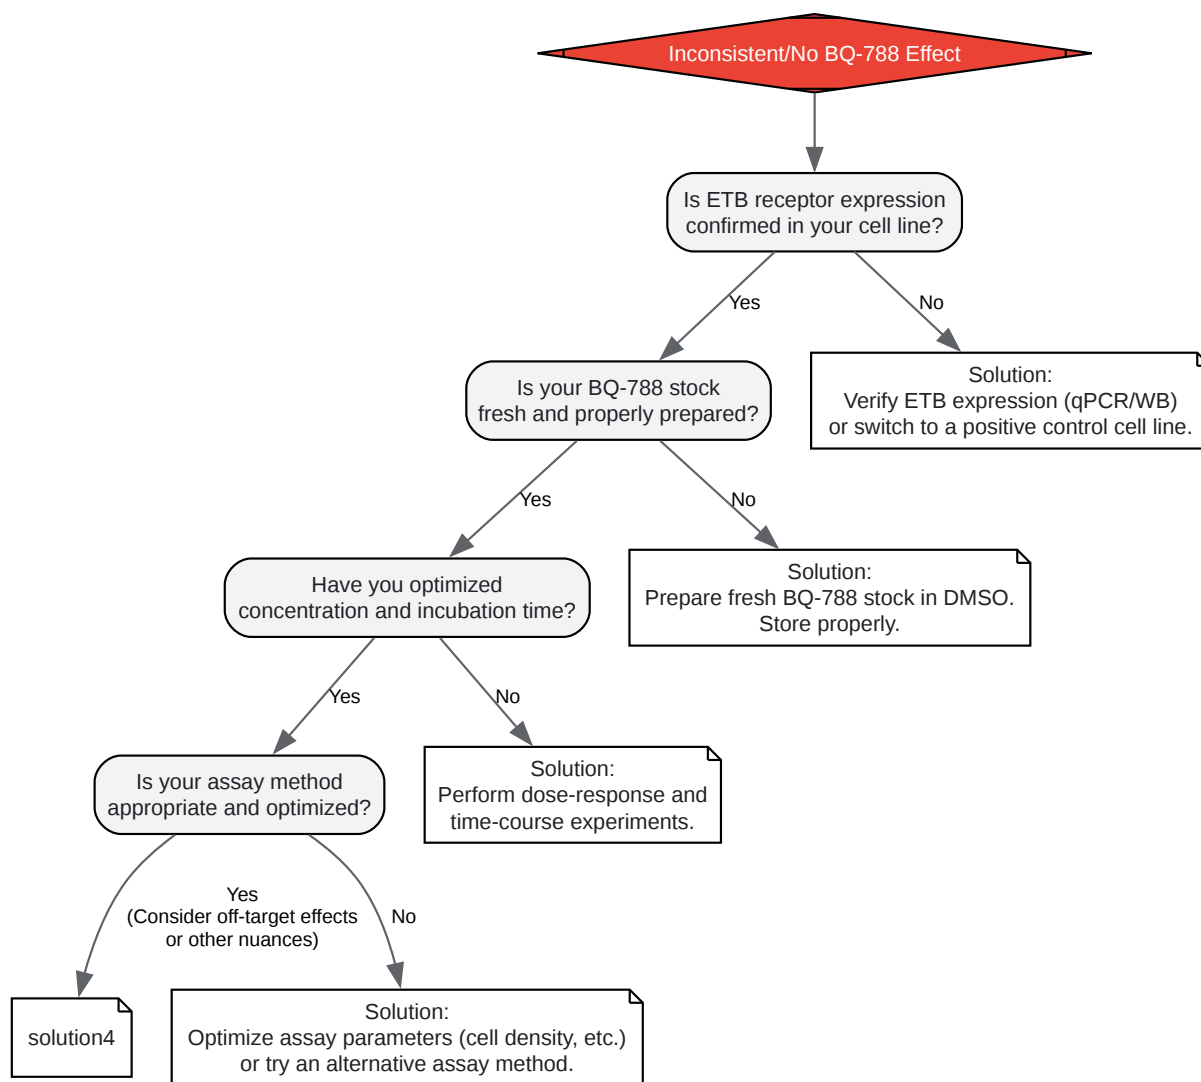 Inconsistent/No BQ-788 Effect
Is ETB receptor expression
confirmed in your cell line?
Yes
No
Is your BQ-788 stock
fresh and properly prepared?
Solution:
Verify ETB expression (qPCR/WB)
or switch to a positive control cell line.
Yes
No
Have you optimized
concentration and incubation time?
Solution:
Prepare fresh BQ-788 stock in DMSO.
Store properly.
Yes
No
Is your assay method
appropriate and optimized?
Solution:
Perform dose-response and
time-course experiments.
Yes
(Consider off-target effects
or other nuances)
No
solution4
Solution:
Optimize assay parameters (cell density, etc.)
or try an alternative assay method.